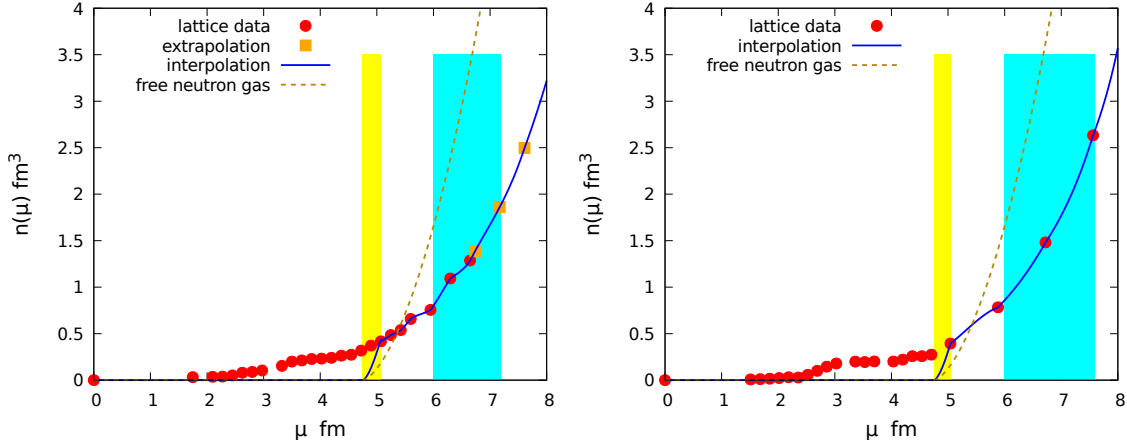 lattice data
extrapolation
interpolation
free neutron gas
n(μ) fm³
4
3.5
3
2.5
2
1.5
1
0.5
0
0 1 2 3 4 5 6 7 8
μ fm
lattice data
interpolation
free neutron gas
n(μ) fm³
4
3.5
3
2.5
2
1.5
1
0.5
0
0 1 2 3 4 5 6 7 8
μ fm